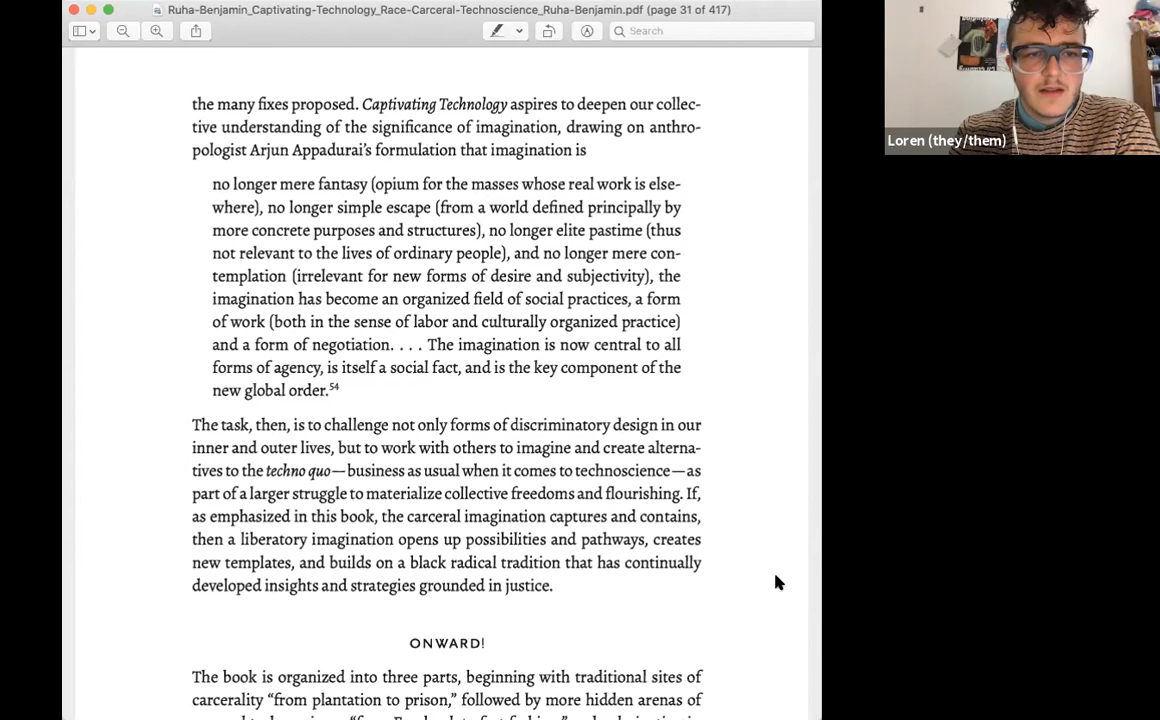 Ruha-Benjamin_Captivating-Technology_Race-Carceral-Technoscience_Ruha-Benjamin.pdf (page 31 of 417)
Search
the many fixes proposed. Captivating Technology aspires to deepen our collec-
tive understanding of the significance of imagination, drawing on anthro-
pologist Arjun Appadurai's formulation that imagination is
no longer mere fantasy (opium for the masses whose real work is else-
where), no longer simple escape (from a world defined principally by
more concrete purposes and structures), no longer elite pastime (thus
not relevant to the lives of ordinary people), and no longer mere con-
templation (irrelevant for new forms of desire and subjectivity), the
imagination has become an organized field of social practices, a form
of work (both in the sense of labor and culturally organized practice)
and a form of negotiation. . . . The imagination is now central to all
forms of agency, is itself a social fact, and is the key component of the
new global order.54
The task, then, is to challenge not only forms of discriminatory design in our
inner and outer lives, but to work with others to imagine and create alterna-
tives to the techno quo—business as usual when it comes to technoscience—as
part of a larger struggle to materialize collective freedoms and flourishing. If,
as emphasized in this book, the carceral imagination captures and contains,
then a liberatory imagination opens up possibilities and pathways, creates
new templates, and builds on a black radical tradition that has continually
developed insights and strategies grounded in justice.
ONWARD!
The book is organized into three parts, beginning with traditional sites of
carcerality “from plantation to prison,” followed by more hidden arenas of
Loren (they/them)